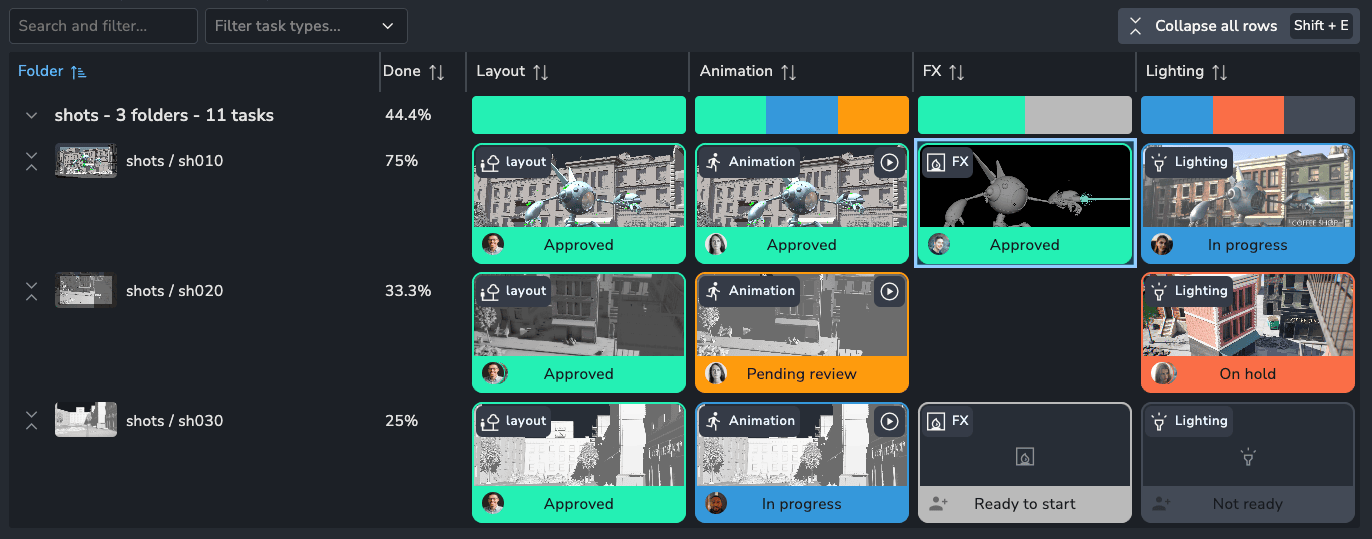 Search and filter...
Filter task types...
Collapse all rows Shift + E
Folder Done Layout Animation FX Lighting
shots - 3 folders - 11 tasks 44.4%
shots / sh010 75%
layout Animation FX Lighting
COFFEE SHOP
Approved Approved Approved In progress
shots / sh020 33.3%
layout Animation Lighting
Approved Pending review On hold
shots / sh030 25%
layout Animation FX Lighting
Approved In progress Ready to start Not ready